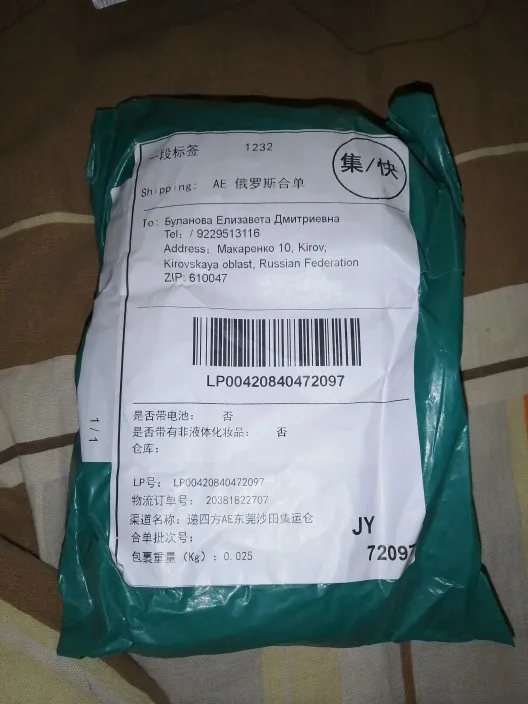 一段标签 1232
集/快
Shipping: AE 俄罗斯合单
To: Буланова Елизавета Дмитриевна
Tel: / 9229513116
Address: Макаренко 10, Kirov,
Kirovskaya oblast, Russian Federation
ZIP: 610047
LP00420840472097
是否带电池: 否
是否带有非液体化妆品: 否
仓库:
1/1
LP号: LP00420840472097
物流订单号: 20381822707
渠道名称: 递四方AE东莞沙田集运仓
合单批次号:
JY
包裹重量 (Kg) : 0.025
72097